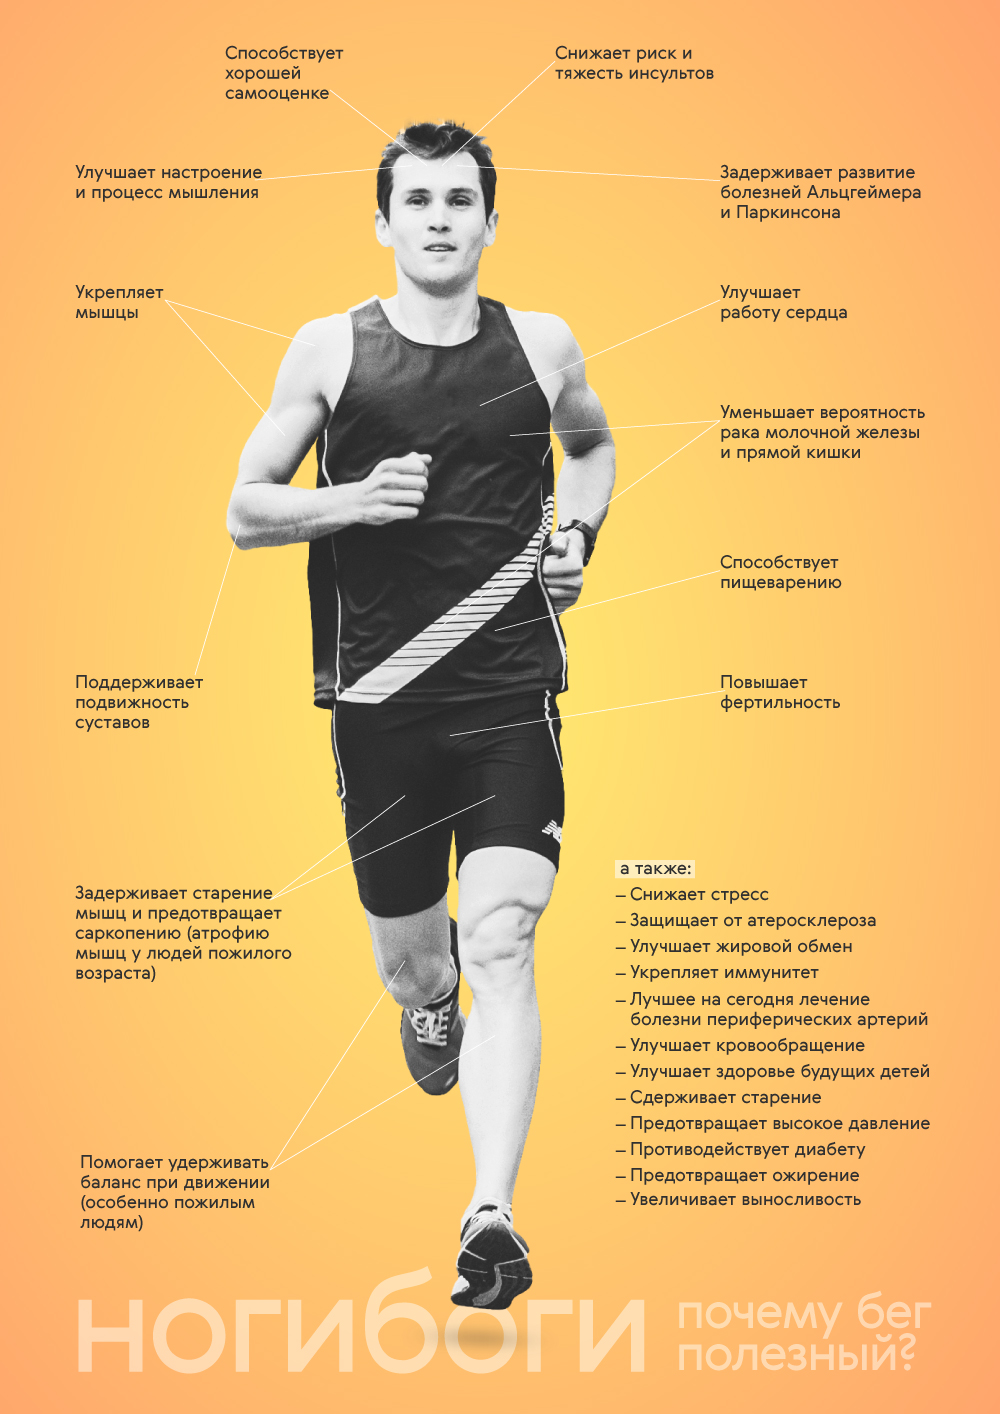 Способствует
хорошей
самооценке
Снижает риск и
тяжесть инсультов
Улучшает настроение
и процесс мышления
Задерживает развитие
болезней Альцгеймера
и Паркинсона
Укрепляет
мышцы
Улучшает
работу сердца
Уменьшает вероятность
рака молочной железы
и прямой кишки
Способствует
пищеварению
Поддерживает
подвижность
суставов
Повышает
фертильность
Задерживает старение
мышц и предотвращает
саркопению (атрофию
мышц у людей пожилого
возраста)
а также:
– Снижает стресс
– Защищает от атеросклероза
– Улучшает жировой обмен
– Укрепляет иммунитет
– Лучшее на сегодня лечение
болезни периферических артерий
– Улучшает кровообращение
– Улучшает здоровье будущих детей
– Сдерживает старение
– Предотвращает высокое давление
– Противодействует диабету
– Предотвращает ожирение
– Увеличивает выносливость
Помогает удерживать
баланс при движении
(особенно пожилым
людям)
ногибоги
почему бег
полезный?